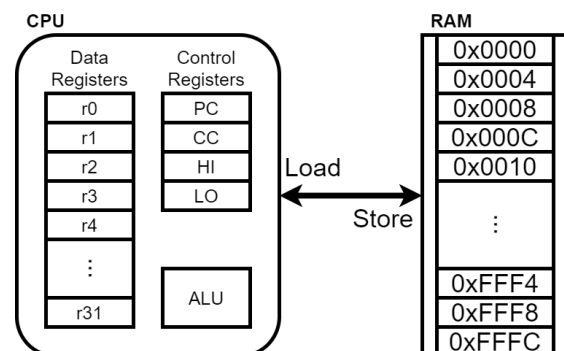 CPU
Data
Registers
r0
r1
r2
r3
r4
⋮
r31
Control
Registers
PC
CC
HI
LO
ALU
Load
Store
RAM
0x0000
0x0004
0x0008
0x000C
0x0010
⋮
0xFFF4
0xFFF8
0xFFFC